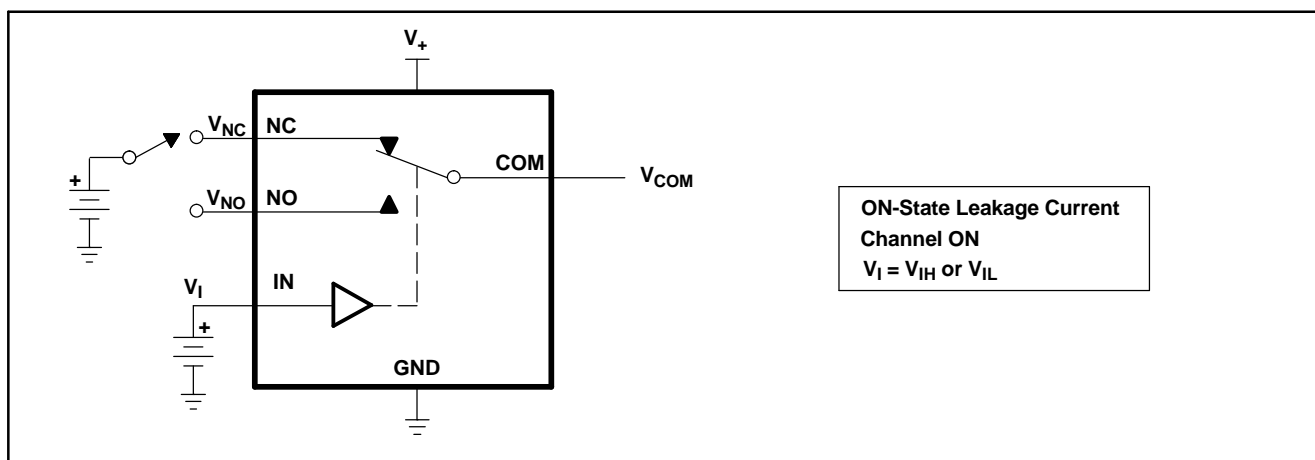 V+
VNC NC
COM
VCOM
VNO NO
VI IN
GND
+
+
ON-State Leakage Current
Channel ON
VI = VIH or VIL